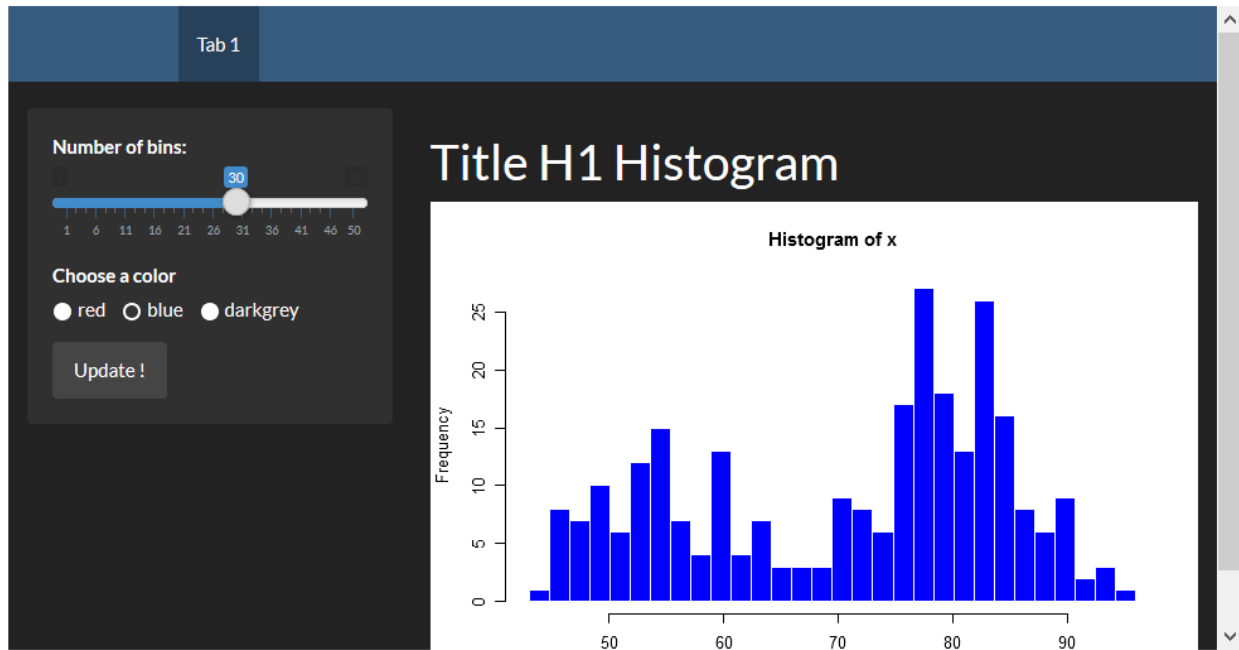 Tab 1
Number of bins:
30
1 6 11 16 21 26 31 36 41 46 50
Choose a color
red blue darkgrey
Update !
Title H1 Histogram
Histogram of x
Frequency
25
20
15
10
5
0
50 60 70 80 90